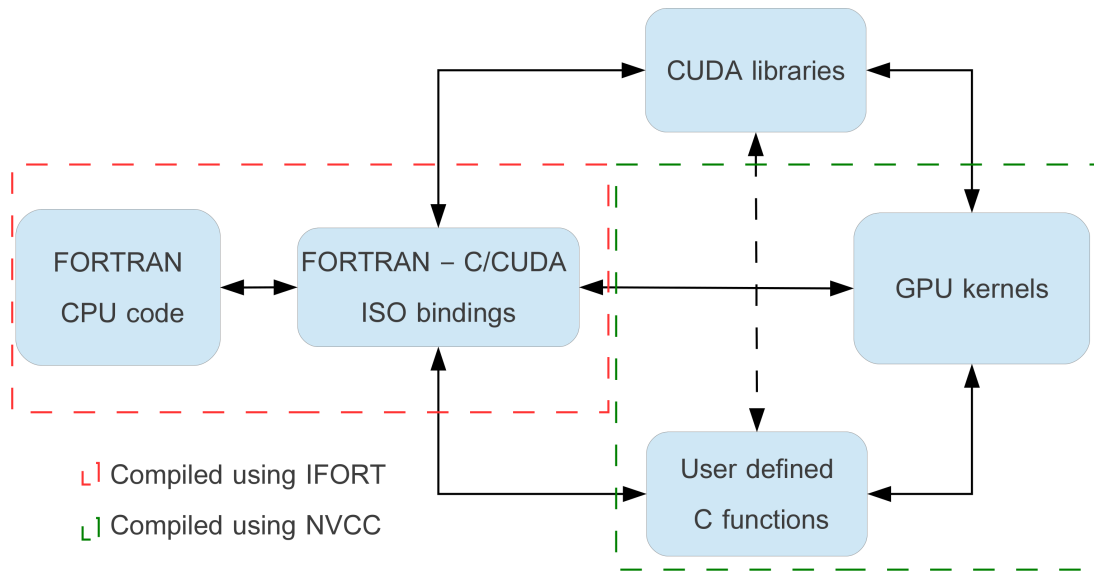 CUDA libraries
FORTRAN
CPU code
FORTRAN – C/CUDA
ISO bindings
GPU kernels
User defined
C functions
Compiled using IFORT
Compiled using NVCC